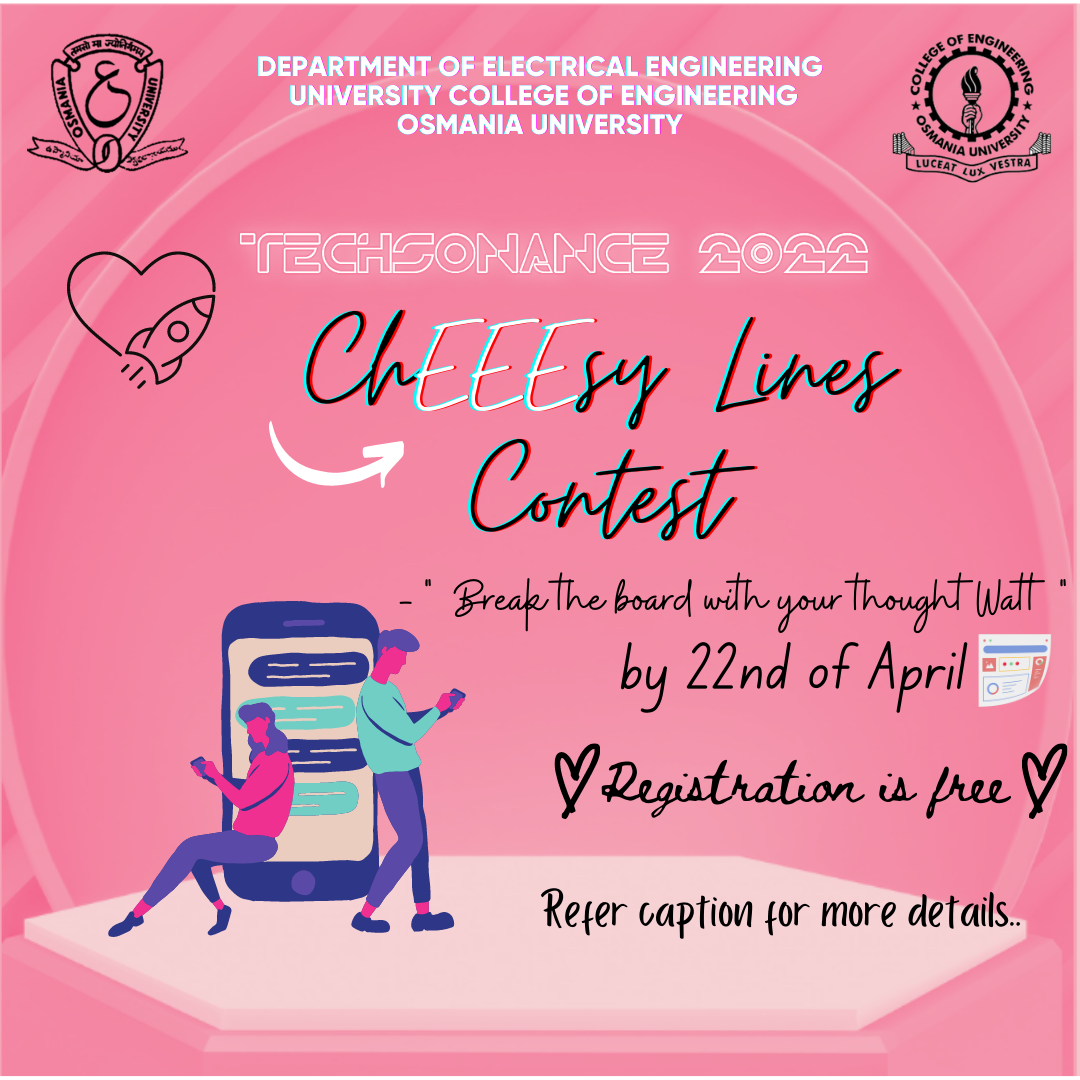 तमसो मा ज्योतिर्गमय
OSMANIA
UNIVERSITY
DEPARTMENT OF ELECTRICAL ENGINEERING
UNIVERSITY COLLEGE OF ENGINEERING
OSMANIA UNIVERSITY
COLLEGE OF ENGINEERING
OSMANIA UNIVERSITY
LUCEAT LUX VESTRA
TECHSONANCE 2022
ChEEEsy Lines
Contest
- " Break the board with your thought Watt "
by 22nd of April
Registration is free
Refer caption for more details..